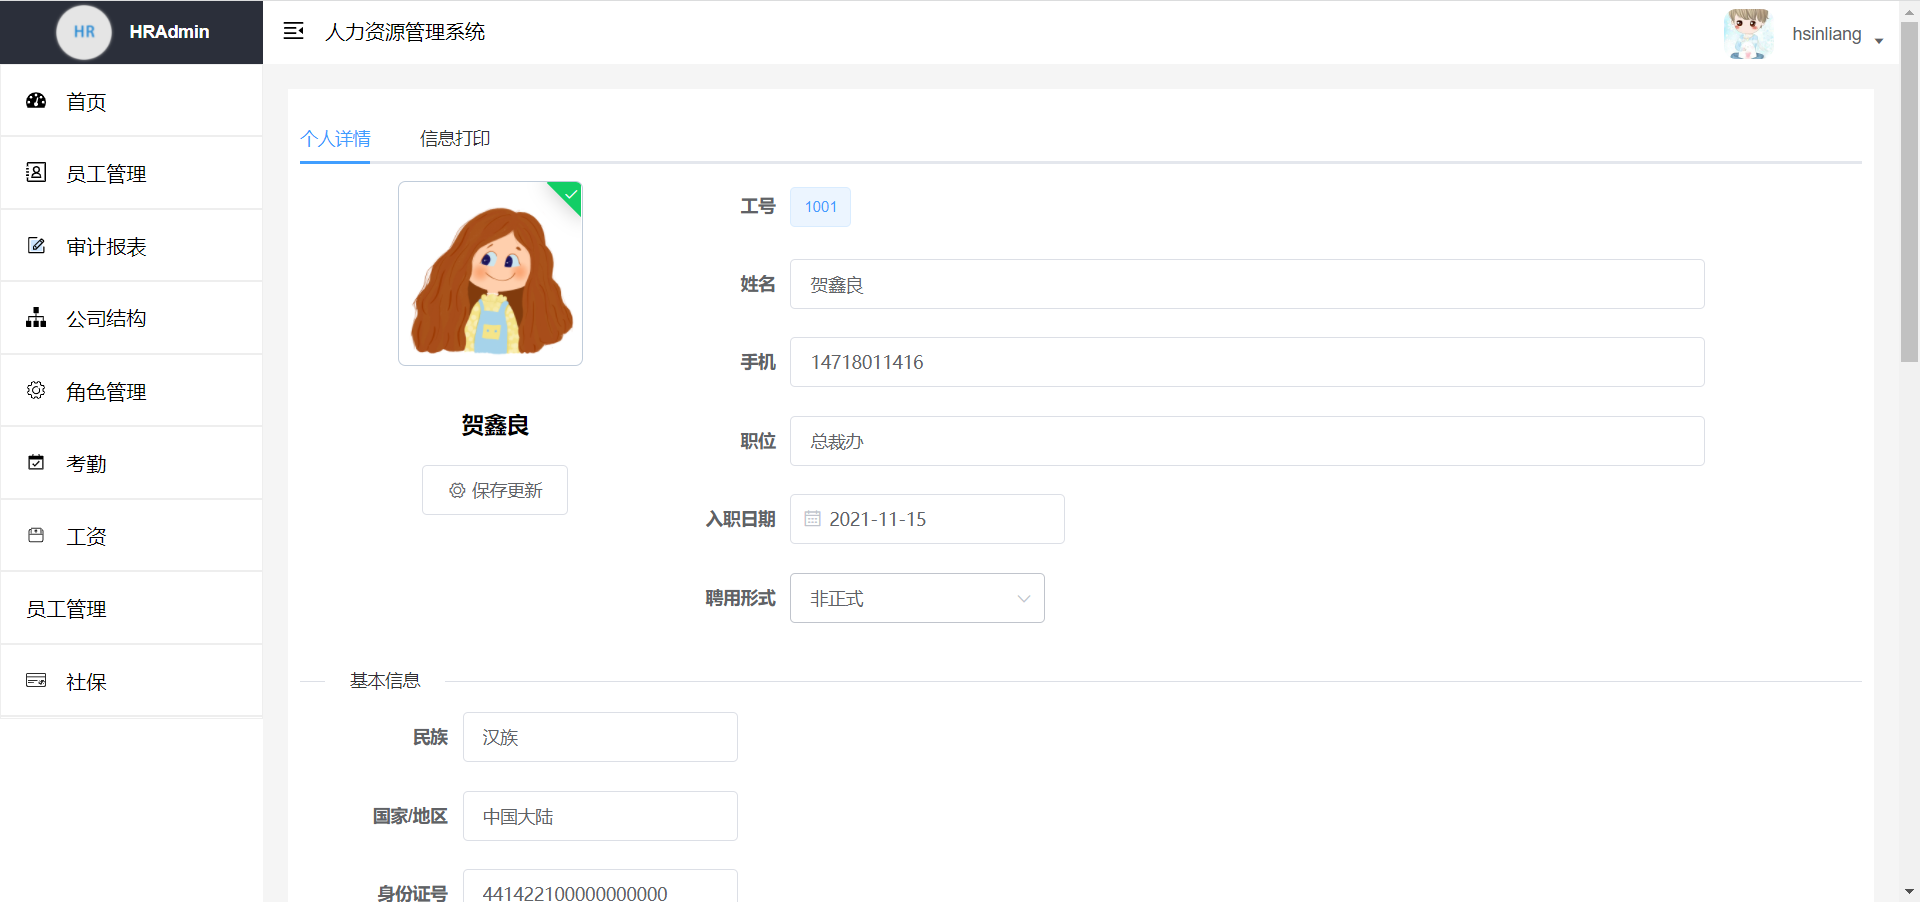 HR HRAdmin
人力资源管理系统
hsinliang
首页
员工管理
审计报表
公司结构
角色管理
考勤
工资
员工管理
社保
个人详情 信息打印
贺鑫良
保存更新
工号 1001
姓名 贺鑫良
手机 14718011416
职位 总裁办
入职日期 2021-11-15
聘用形式 非正式
基本信息
民族 汉族
国家/地区 中国大陆
身份证号 441422100000000000